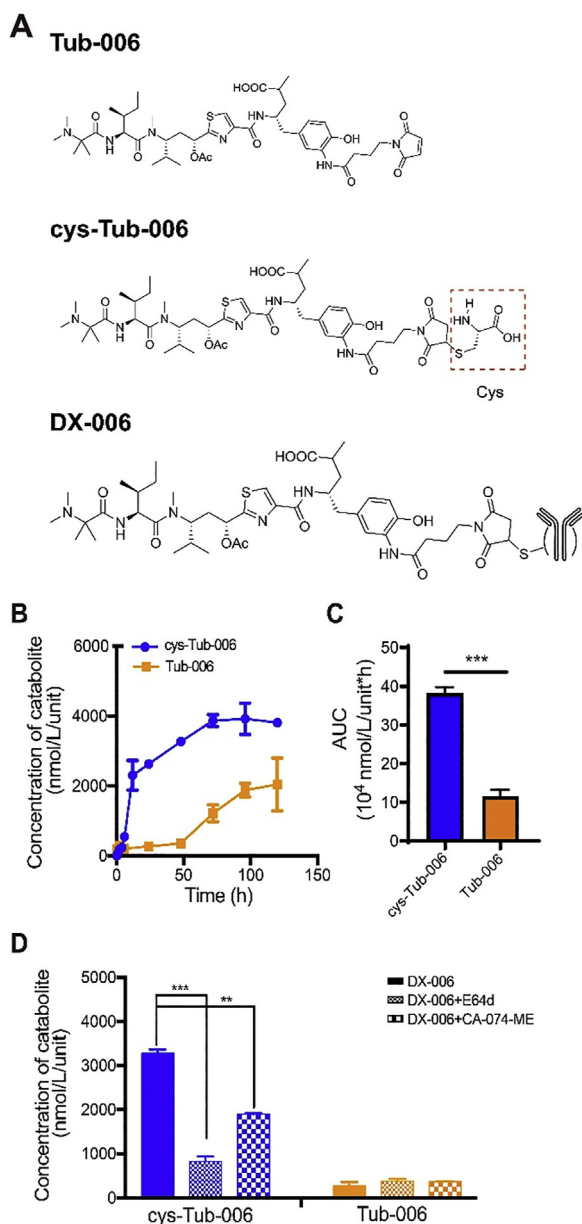 A
Tub-006
HOOC
O
N
N
H
O
N
OAc
S
N
HN
O
OH
NH
O
O
N
O
cys-Tub-006
HOOC
O
N
N
H
O
N
OAc
S
N
HN
O
OH
NH
O
O
N
O
S
H
N
O
OH
Cys
DX-006
HOOC
O
N
N
H
O
N
OAc
S
N
HN
O
OH
NH
O
O
N
O
S
B
Concentration of catabolite
(nmol/L/unit)
6000
4000
2000
0
cys-Tub-006
Tub-006
0 50 100 150
Time (h)
C
AUC
(10⁴ nmol/L/unit*h)
50
40
30
20
10
0
***
cys-Tub-006
Tub-006
D
Concentration of catabolite
(nmol/L/unit)
5000
4000
3000
2000
1000
0
***
**
DX-006
DX-006+E64d
DX-006+CA-074-ME
cys-Tub-006 Tub-006